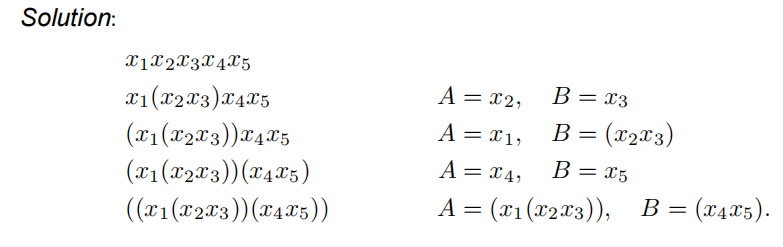 Solution:
x₁x₂x₃x₄x₅
x₁(x₂x₃)x₄x₅ A = x₂, B = x₃
(x₁(x₂x₃))x₄x₅ A = x₁, B = (x₂x₃)
(x₁(x₂x₃))(x₄x₅) A = x₄, B = x₅
((x₁(x₂x₃))(x₄x₅)) A = (x₁(x₂x₃)), B = (x₄x₅).